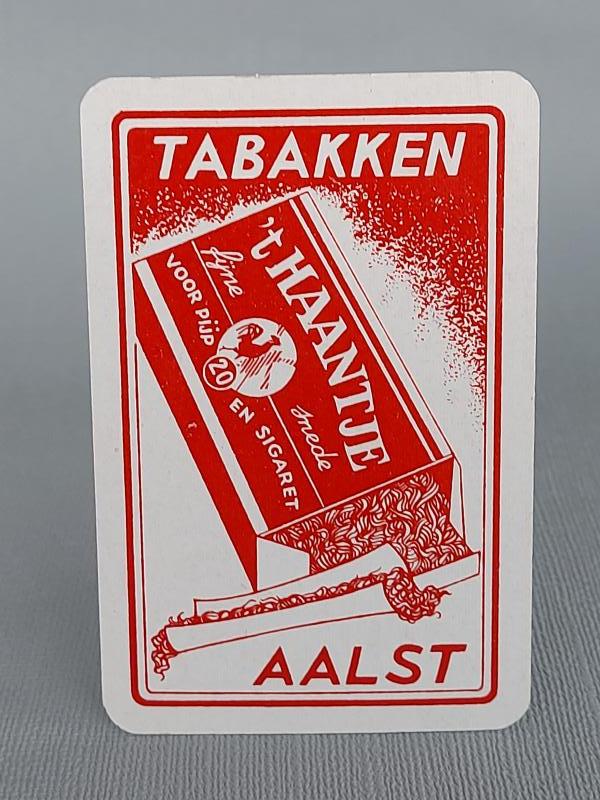 TABAKKEN
't HAANTJE
fijne snede
VOOR PIJP EN SIGARET
20
AALST